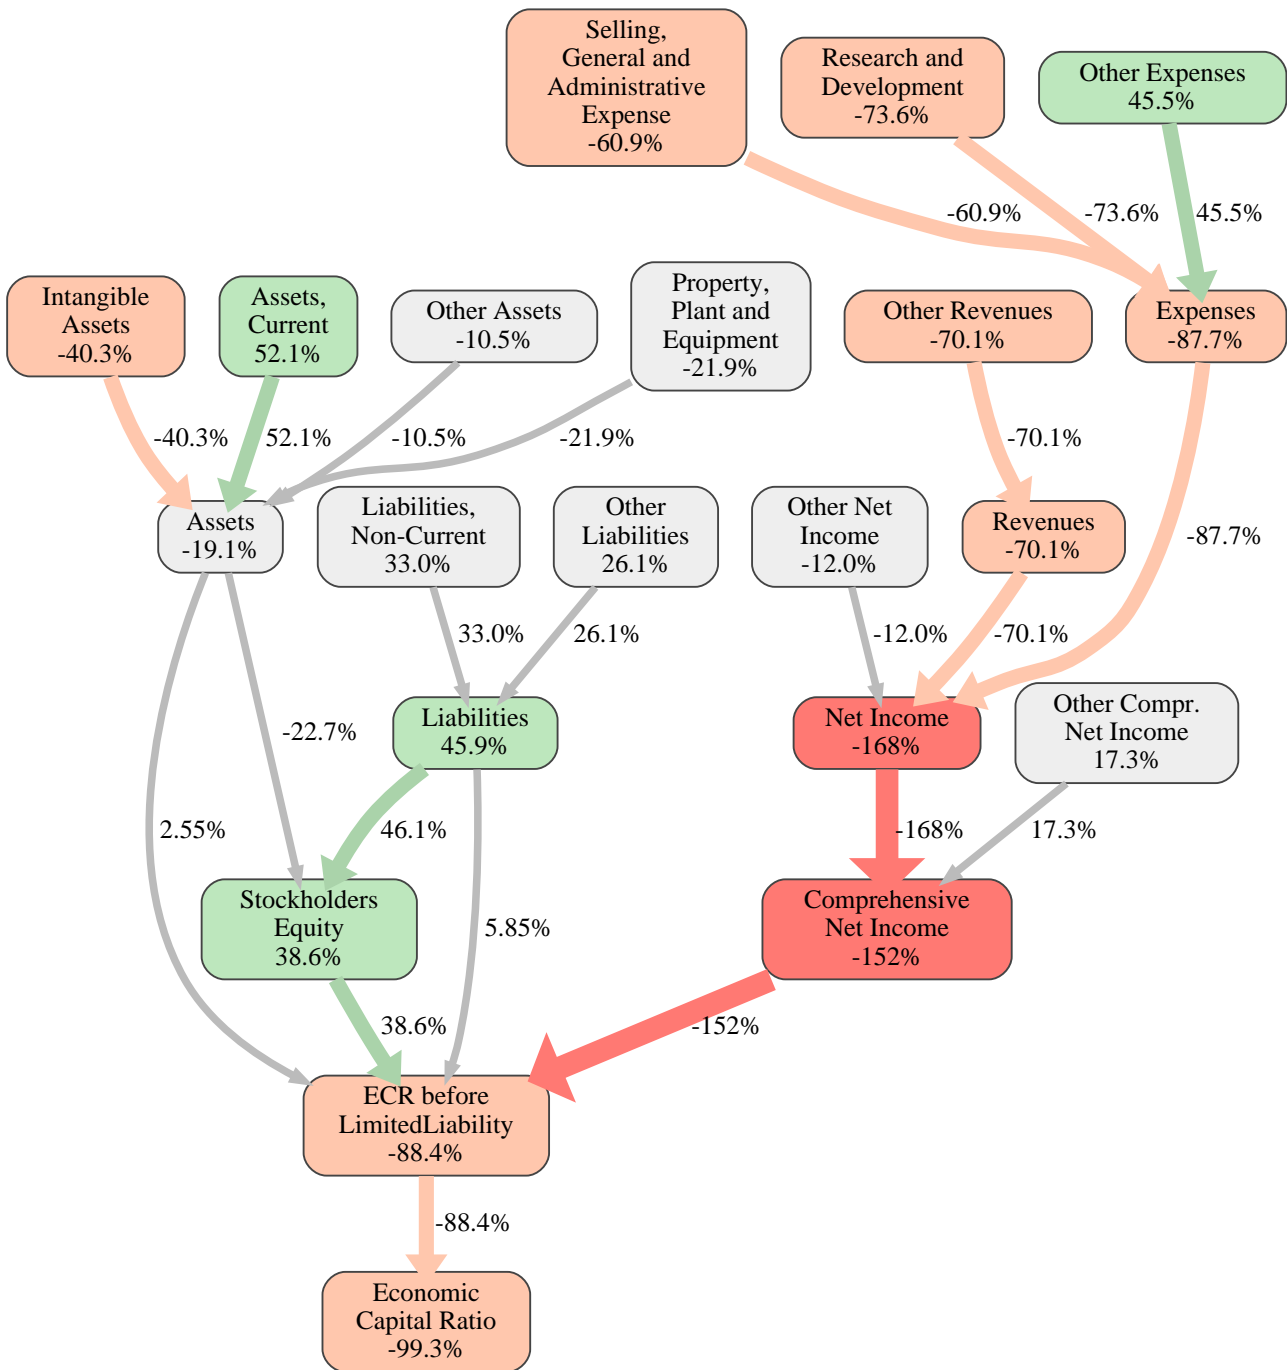 Selling,
General and
Administrative
Expense
-60.9%
Research and
Development
-73.6%
Other Expenses
45.5%
-60.9%
-73.6%
45.5%
Intangible
Assets
-40.3%
Assets,
Current
52.1%
Other Assets
-10.5%
Property,
Plant and
Equipment
-21.9%
Other Revenues
-70.1%
Expenses
-87.7%
-40.3%
52.1%
-10.5%
-21.9%
-70.1%
Assets
-19.1%
Liabilities,
Non-Current
33.0%
Other
Liabilities
26.1%
Other Net
Income
-12.0%
Revenues
-70.1%
-87.7%
33.0%
26.1%
-12.0%
-70.1%
-22.7%
Liabilities
45.9%
Net Income
-168%
Other Compr.
Net Income
17.3%
2.55%
46.1%
-168%
17.3%
Stockholders
Equity
38.6%
5.85%
Comprehensive
Net Income
-152%
38.6%
-152%
ECR before
LimitedLiability
-88.4%
-88.4%
Economic
Capital Ratio
-99.3%